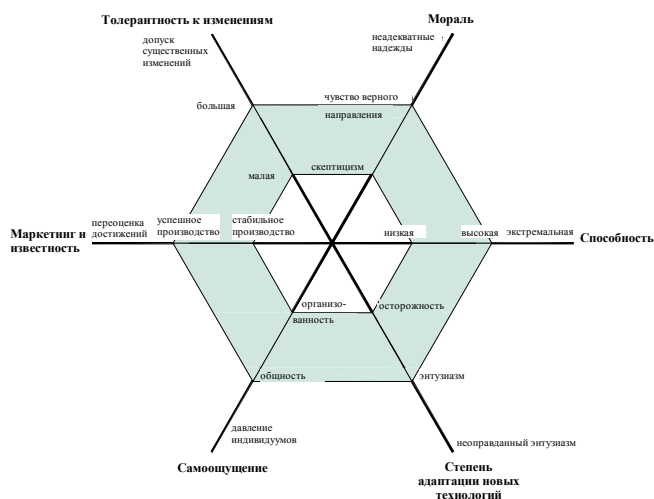 Толерантность к изменениям
Мораль
допуск
существенных
изменений
неадекватные
надежды
большая
чувство верного
направления
малая
скептицизм
Маркетинг и
известность
переоценка
достижений
успешное
производство
стабильное
производство
низкая
высокая
экстремальная
Способность
организо-
ванность
осторожность
общность
энтузиазм
давление
индивидуумов
неоправданный энтузиазм
Самоощущение
Степень
адаптации новых
технологий